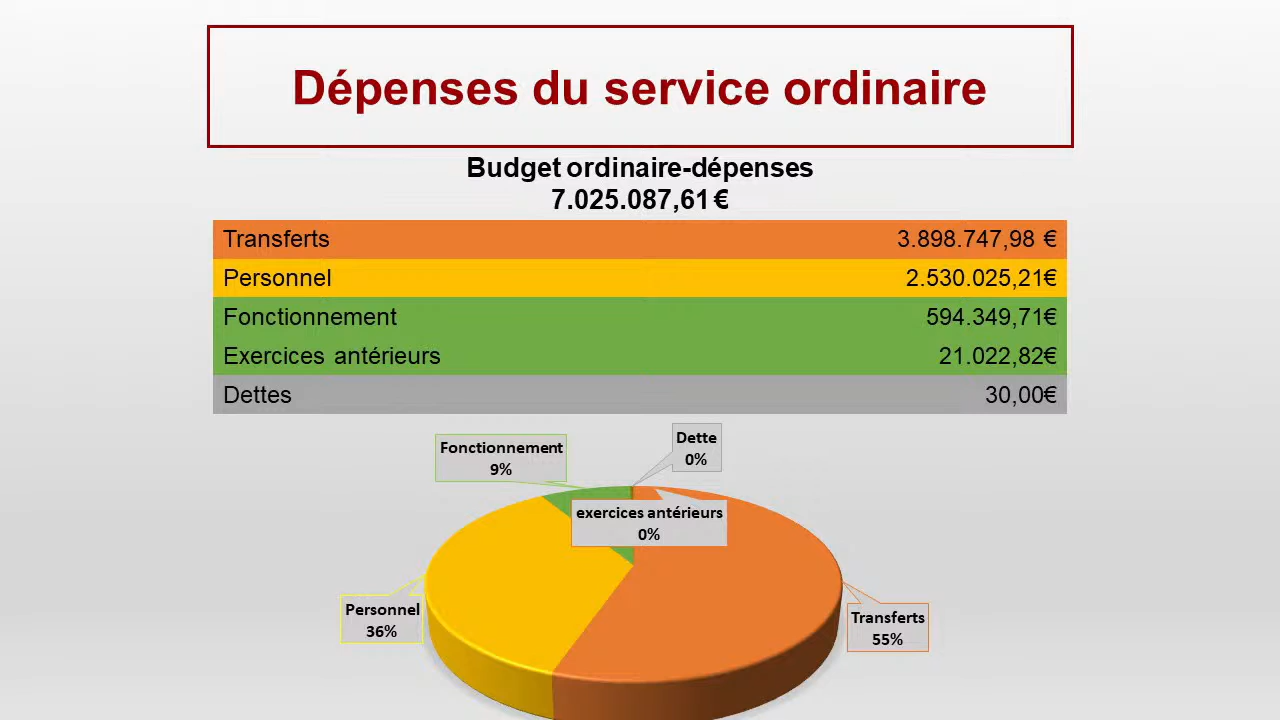 Dépenses du service ordinaire
Budget ordinaire-dépenses
7.025.087,61 €
Transferts 3.898.747,98 €
Personnel 2.530.025,21€
Fonctionnement 594.349,71€
Exercices antérieurs 21.022,82€
Dettes 30,00€
Fonctionnement
9%
Dette
0%
exercices antérieurs
0%
Personnel
36%
Transferts
55%